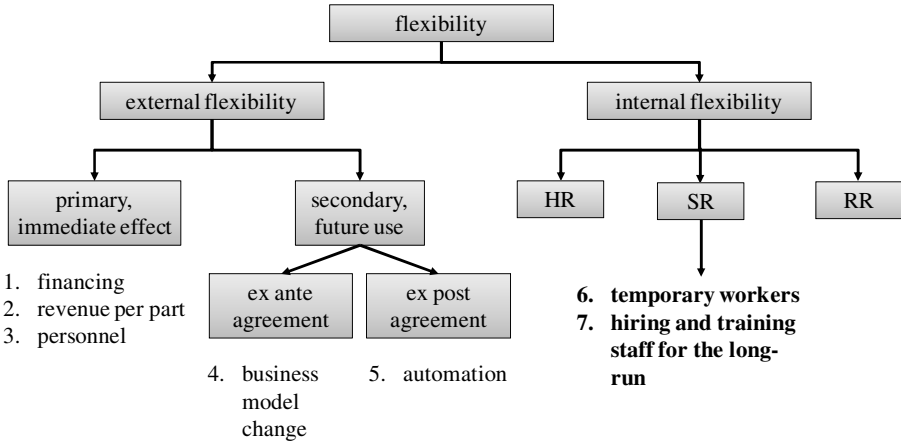 flexibility
external flexibility
internal flexibility
primary,
immediate effect
secondary,
future use
HR
SR
RR
1. financing
2. revenue per part
3. personnel
ex ante
agreement
ex post
agreement
6. temporary workers
7. hiring and training
staff for the long-
run
4. business
model
change
5. automation